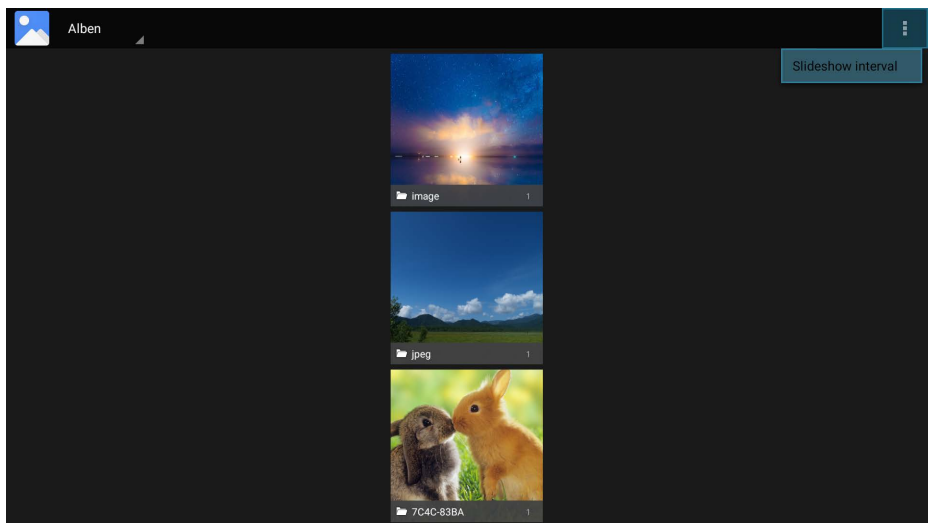 Alben
Slideshow interval
image 1
jpeg 1
7C4C-83BA 1